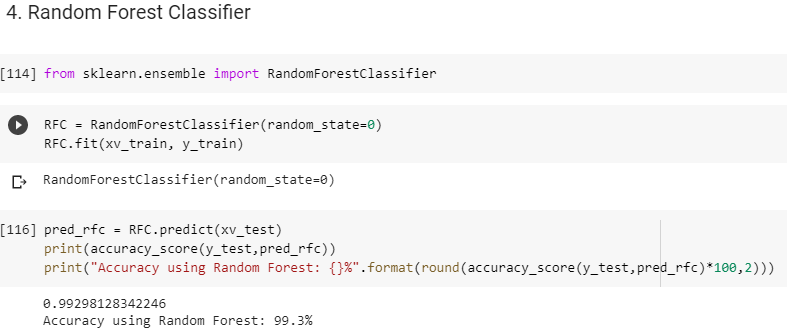 4. Random Forest Classifier
[114] from sklearn.ensemble import RandomForestClassifier
RFC = RandomForestClassifier(random_state=0)
RFC.fit(xv_train, y_train)
RandomForestClassifier(random_state=0)
[116] pred_rfc = RFC.predict(xv_test)
print(accuracy_score(y_test,pred_rfc))
print("Accuracy using Random Forest: {}%".format(round(accuracy_score(y_test,pred_rfc)*100,2)))
0.99298128342246
Accuracy using Random Forest: 99.3%